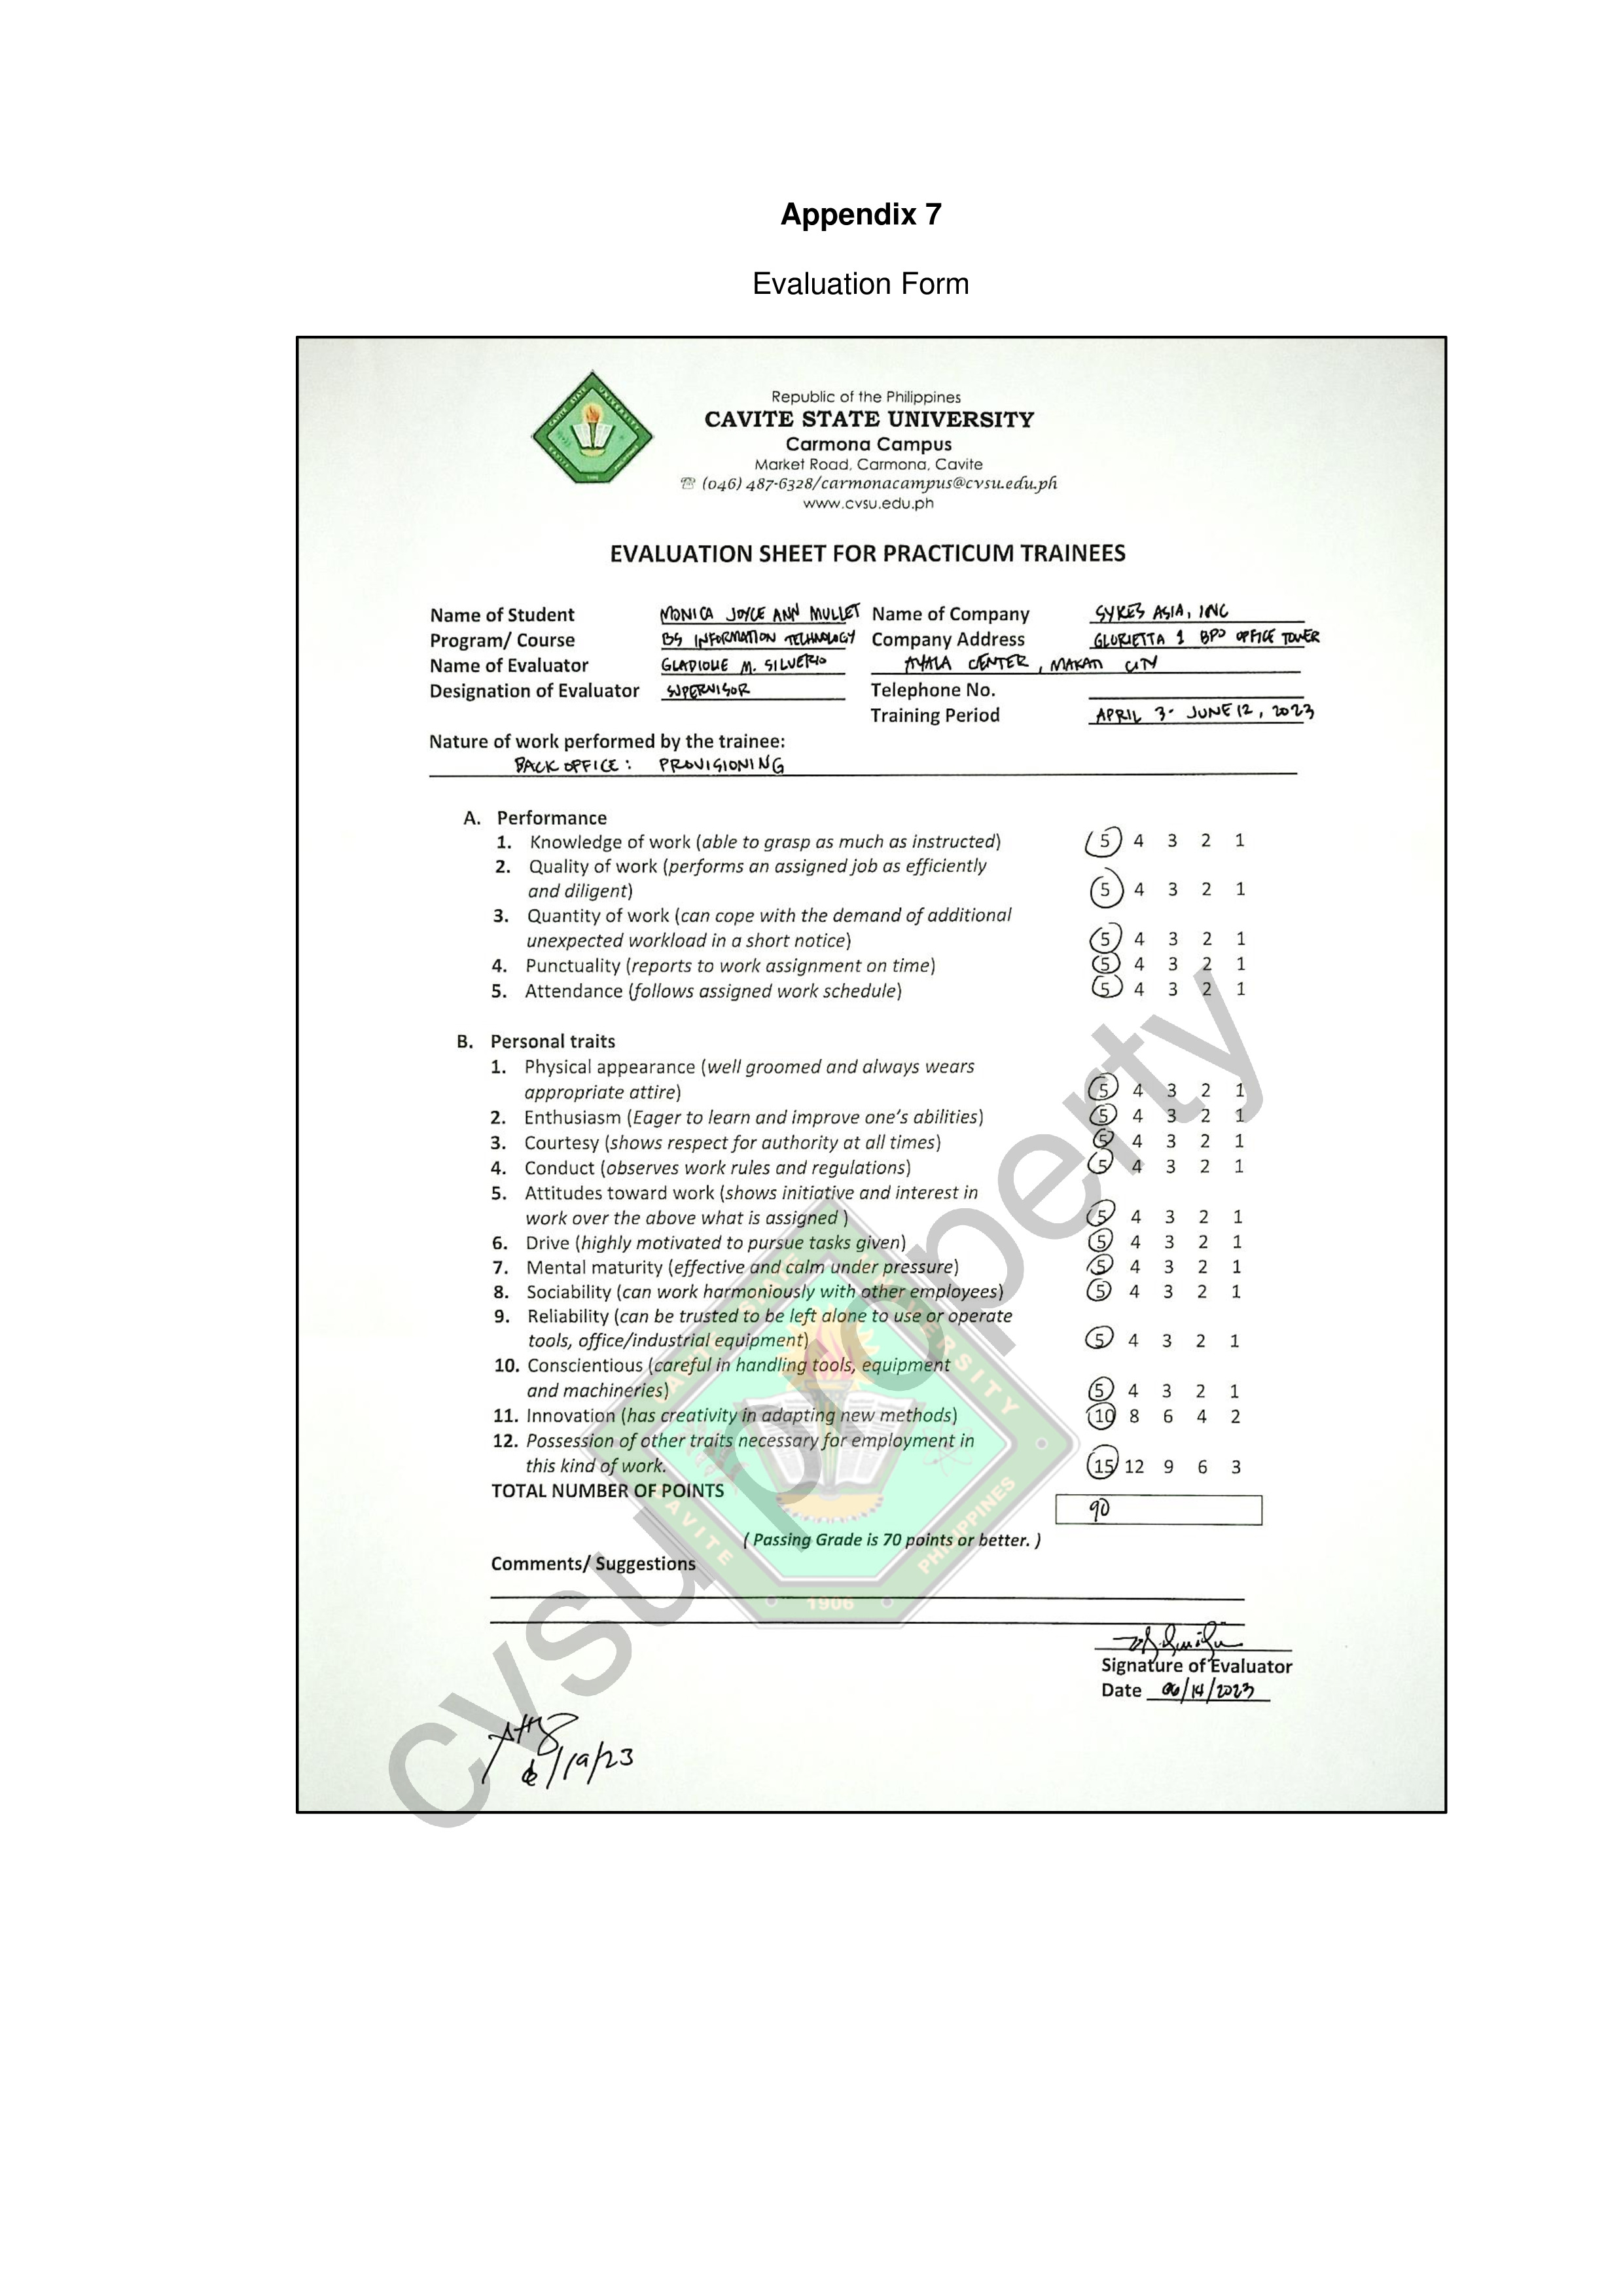 Appendix 7
Evaluation Form
Republic of the Philippines
CAVITE STATE UNIVERSITY
Carmona Campus
Market Road, Carmona, Cavite
☏ (046) 487-6328/carmonacampus@cvsu.edu.ph
www.cvsu.edu.ph
EVALUATION SHEET FOR PRACTICUM TRAINEES
Name of Student MONICA JOYCE ANN MULLET Name of Company SYKES ASIA, INC
Program/ Course BS INFORMATION TECHNOLOGY Company Address GLORIETTA 1 BPO OFFICE TOWER
Name of Evaluator M. SILVERIO AYALA CENTER, MAKATI CITY
Designation of Evaluator SUPERVISOR Telephone No.
Training Period APRIL 3- JUNE 12, 2023
Nature of work performed by the trainee:
BACK OFFICE: PROVISIONING
A. Performance
1. Knowledge of work (able to grasp as much as instructed) 5 4 3 2 1
2. Quality of work (performs an assigned job as efficiently
and diligent) 5 4 3 2 1
3. Quantity of work (can cope with the demand of additional
unexpected workload in a short notice) 5 4 3 2 1
4. Punctuality (reports to work assignment on time) 5 4 3 2 1
5. Attendance (follows assigned work schedule) 5 4 3 2 1
B. Personal traits
1. Physical appearance (well groomed and always wears
appropriate attire) 5 4 3 2 1
2. Enthusiasm (Eager to learn and improve one's abilities) 5 4 3 2 1
3. Courtesy (shows respect for authority at all times) 5 4 3 2 1
4. Conduct (observes work rules and regulations) 5 4 3 2 1
5. Attitudes toward work (shows initiative and interest in
work over the above what is assigned ) 5 4 3 2 1
6. Drive (highly motivated to pursue tasks given) 5 4 3 2 1
7. Mental maturity (effective and calm under pressure) 5 4 3 2 1
8. Sociability (can work harmoniously with other employees) 5 4 3 2 1
9. Reliability (can be trusted to be left alone to use or operate
tools, office/industrial equipment) 5 4 3 2 1
10. Conscientious (careful in handling tools, equipment
and machineries) 5 4 3 2 1
11. Innovation (has creativity in adapting new methods) 10 8 6 4 2
12. Possession of other traits necessary for employment in
this kind of work. 15 12 9 6 3
TOTAL NUMBER OF POINTS 90
( Passing Grade is 70 points or better. )
Comments/ Suggestions
Signature of Evaluator
Date 06/14/2023
6/19/23
cvsu property
CAVITE STATE UNIVERSITY
CAVITE 1906 PHILIPPINES